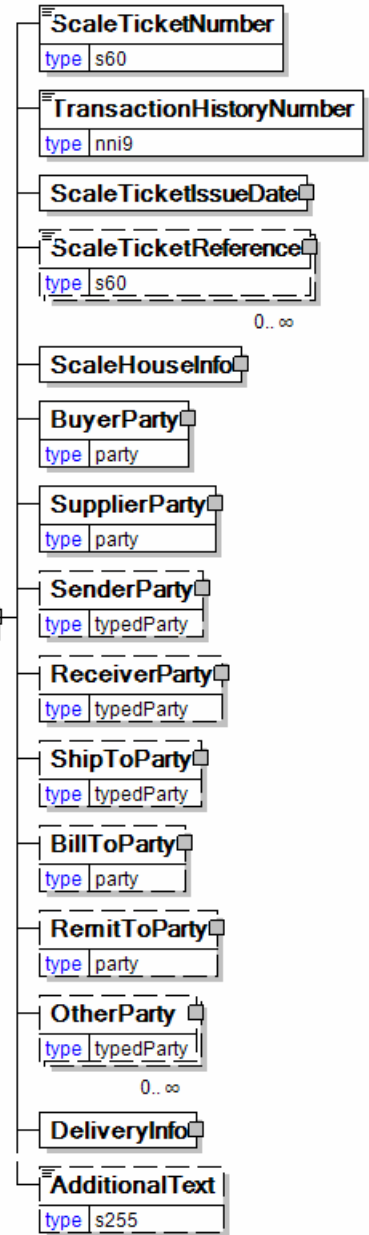 ScaleTicketNumber
type s60
TransactionHistoryNumber
type nni9
ScaleTicketIssueDate
ScaleTicketReference
type s60
0.. ∞
ScaleHouseInfo
BuyerParty
type party
SupplierParty
type party
SenderParty
type typedParty
ReceiverParty
type typedParty
ShipToParty
type typedParty
BillToParty
type party
RemitToParty
type party
OtherParty
type typedParty
0.. ∞
DeliveryInfo
AdditionalText
type s255